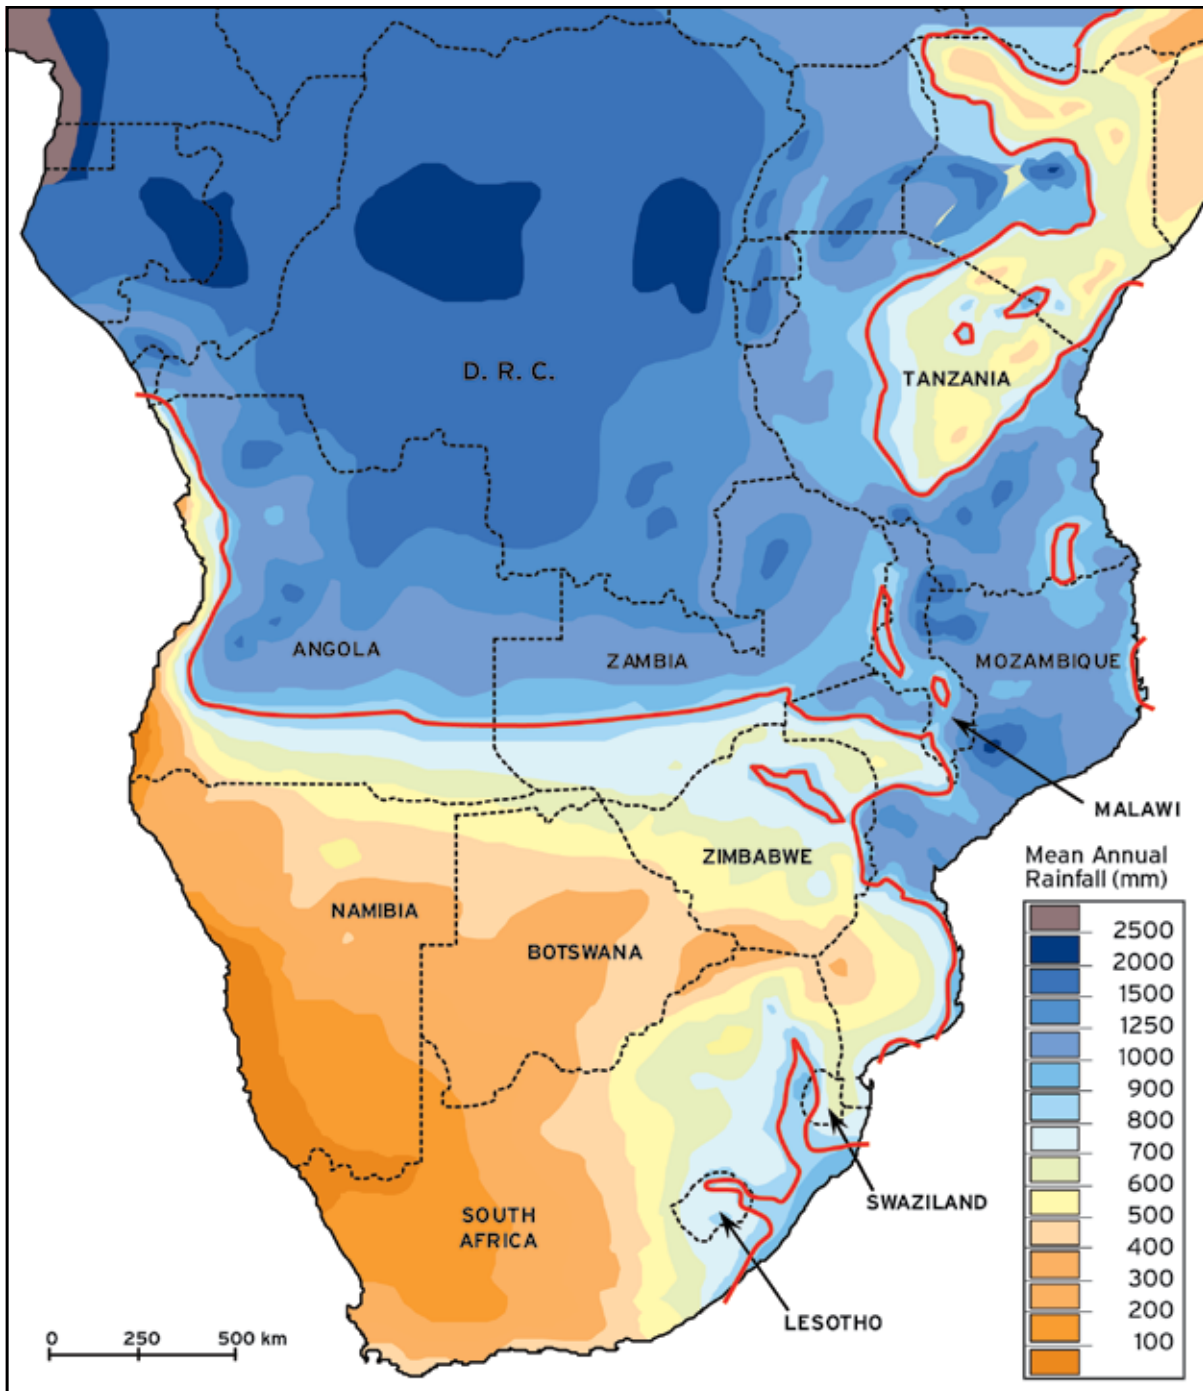 D. R. C.
TANZANIA
ANGOLA
ZAMBIA
MOZAMBIQUE
MALAWI
ZIMBABWE
NAMIBIA
BOTSWANA
SWAZILAND
SOUTH
AFRICA
LESOTHO
Mean Annual
Rainfall (mm)
2500
2000
1500
1250
1000
900
800
700
600
500
400
300
200
100
0 250 500 km